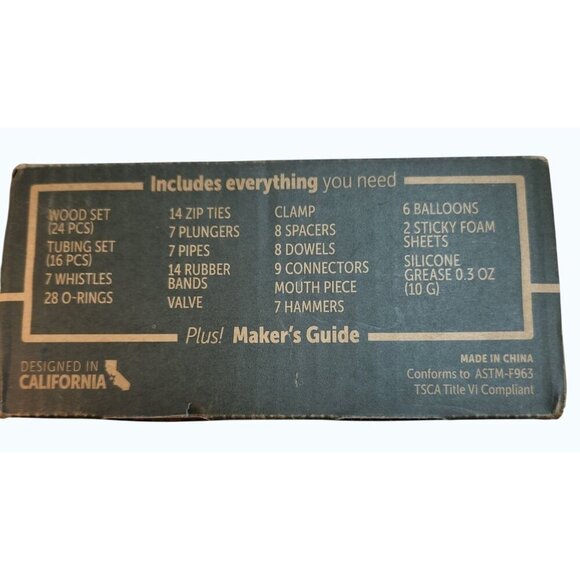 Includes everything you need
WOOD SET
(24 PCS)
TUBING SET
(16 PCS)
7 WHISTLES
28 O-RINGS
14 ZIP TIES
7 PLUNGERS
7 PIPES
14 RUBBER
BANDS
VALVE
CLAMP
8 SPACERS
8 DOWELS
9 CONNECTORS
MOUTH PIECE
7 HAMMERS
6 BALLOONS
2 STICKY FOAM
SHEETS
SILICONE
GREASE 0.3 OZ
(10 G)
Plus! Maker's Guide
DESIGNED IN
CALIFORNIA
MADE IN CHINA
Conforms to ASTM-F963
TSCA Title VI Compliant